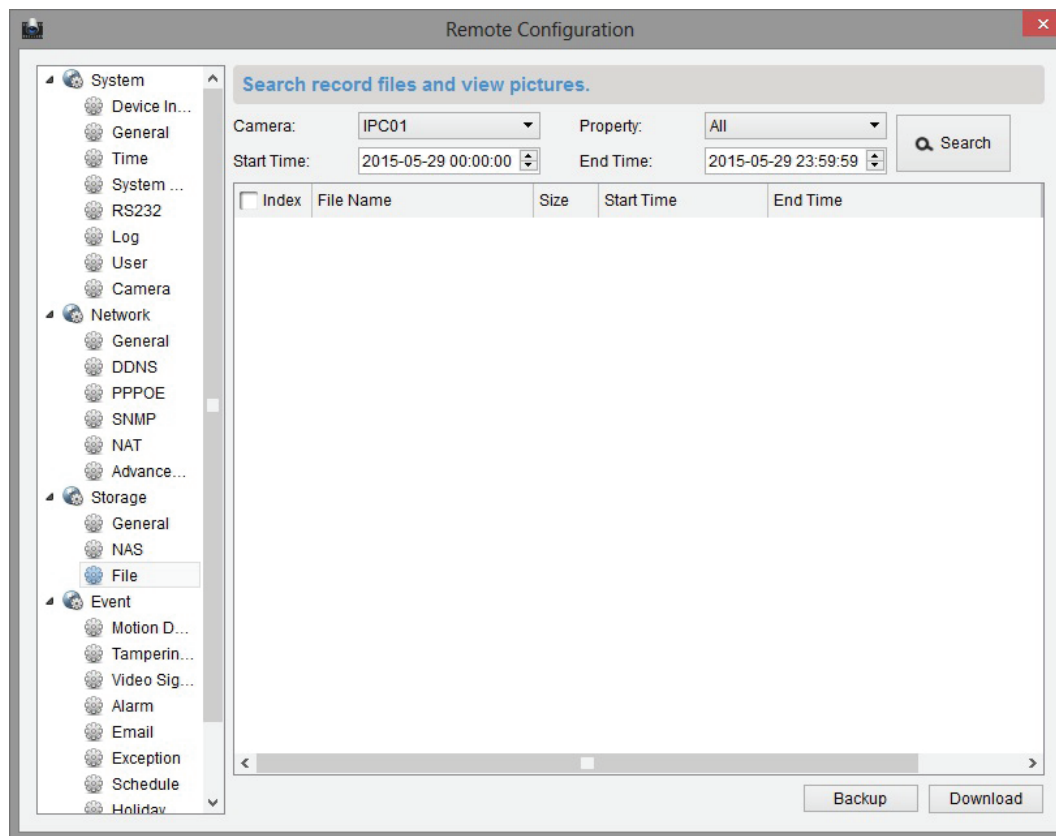 Remote Configuration
System
Device In...
General
Time
System ...
RS232
Log
User
Camera
Network
General
DDNS
PPPOE
SNMP
NAT
Advance...
Storage
General
NAS
File
Event
Motion D...
Tamperin...
Video Sig...
Alarm
Email
Exception
Schedule
Holiday
Search record files and view pictures.
Camera: IPC01 Property: All Search
Start Time: 2015-05-29 00:00:00 End Time: 2015-05-29 23:59:59
Index File Name Size Start Time End Time
Backup Download